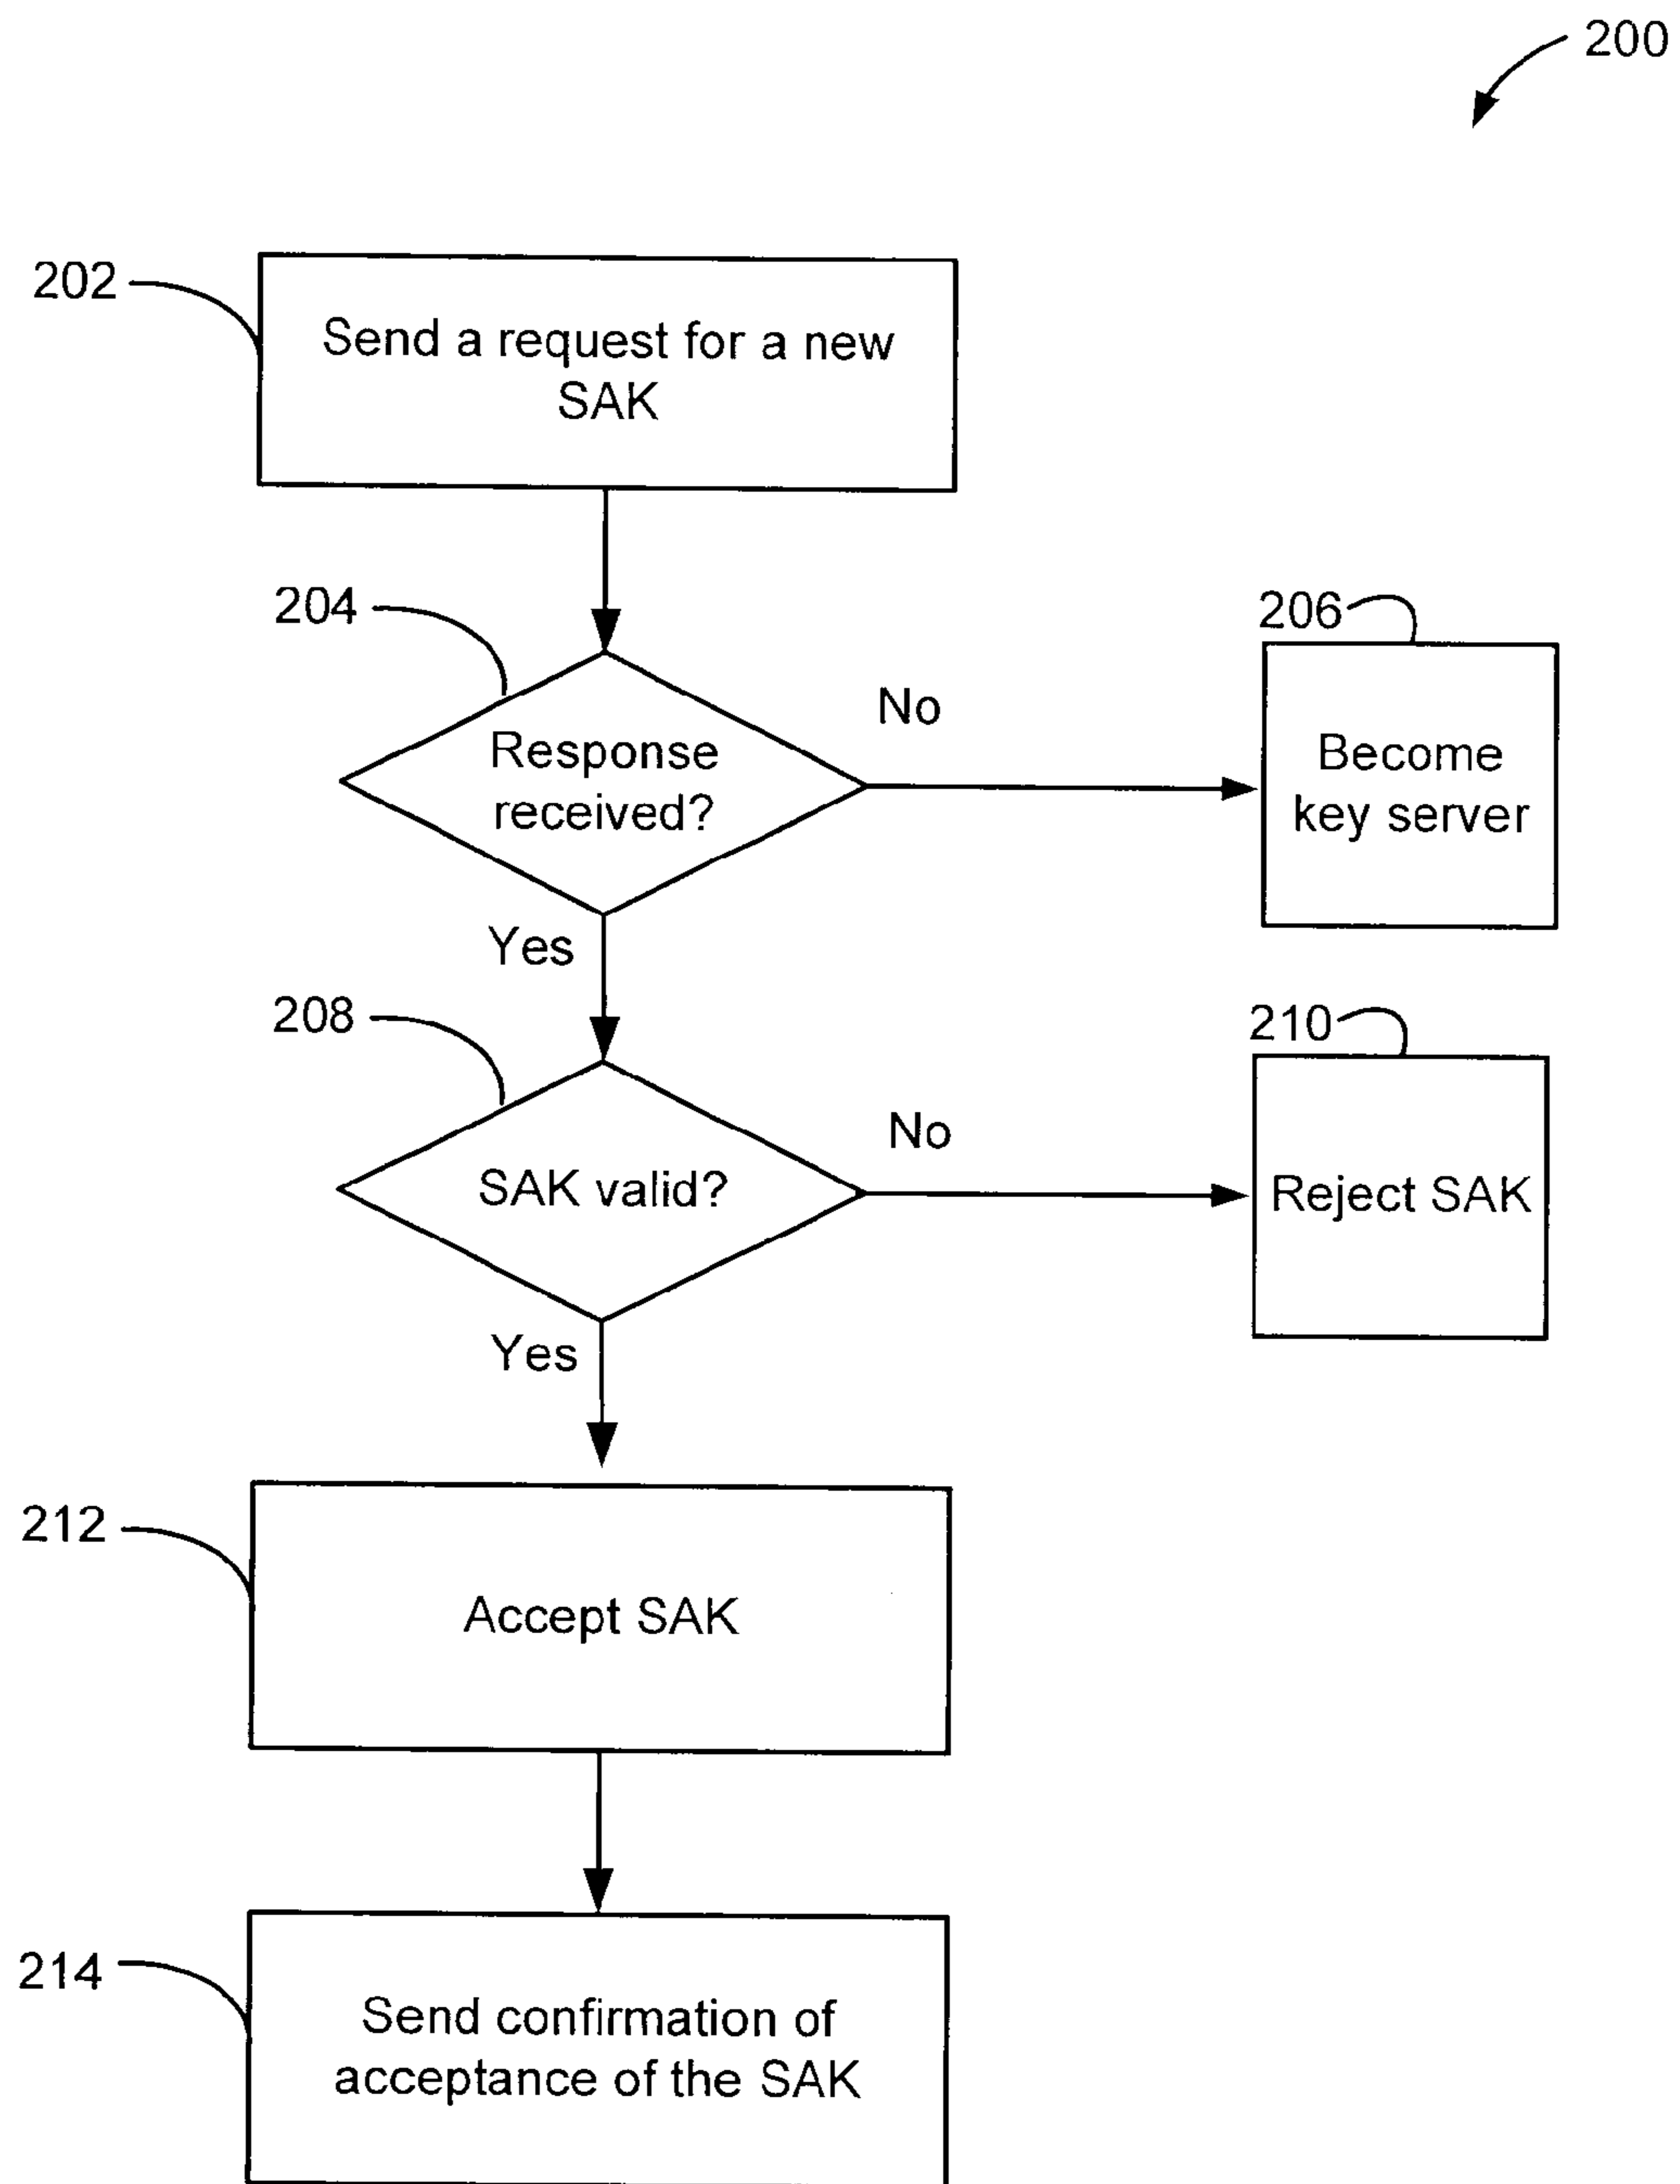 200
202
Send a request for a new
SAK
204
Response
received?
No
206
Become
key server
Yes
208
SAK valid?
No
210
Reject SAK
Yes
212
Accept SAK
214
Send confirmation of
acceptance of the SAK